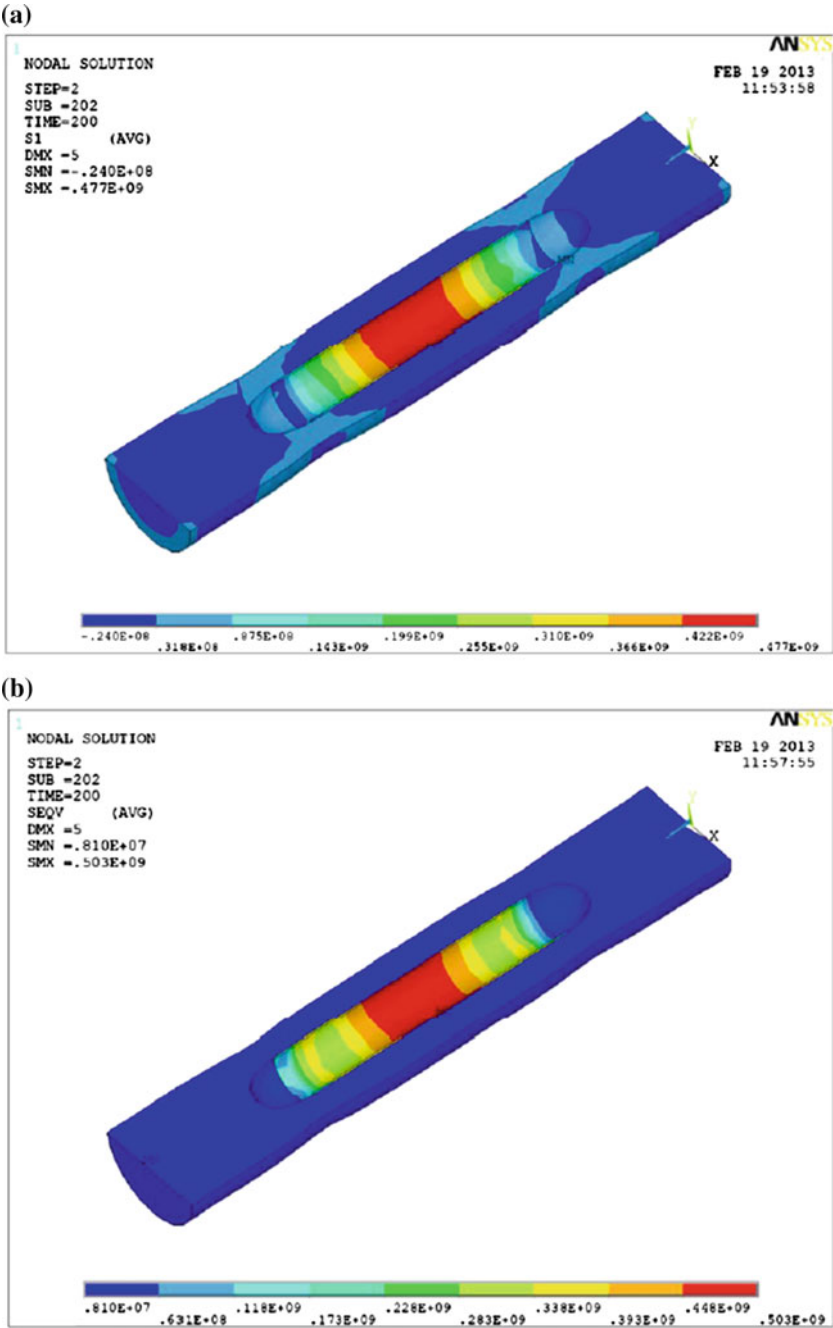 (a)
1
ANSYS
NODAL SOLUTION
FEB 19 2013
11:53:58
STEP=2
SUB =202
TIME=200
S1 (AVG)
DMX =5
SMN =-.240E+08
SMX =.477E+09
Y
X
MN
-.240E+08 .875E+08 .199E+09 .310E+09 .422E+09
.318E+08 .143E+09 .255E+09 .366E+09 .477E+09
(b)
1
ANSYS
NODAL SOLUTION
FEB 19 2013
11:57:55
STEP=2
SUB =202
TIME=200
SEQV (AVG)
DMX =5
SMN =.810E+07
SMX =.503E+09
Y
X
.810E+07 .118E+09 .228E+09 .338E+09 .448E+09
.631E+08 .173E+09 .283E+09 .393E+09 .503E+09